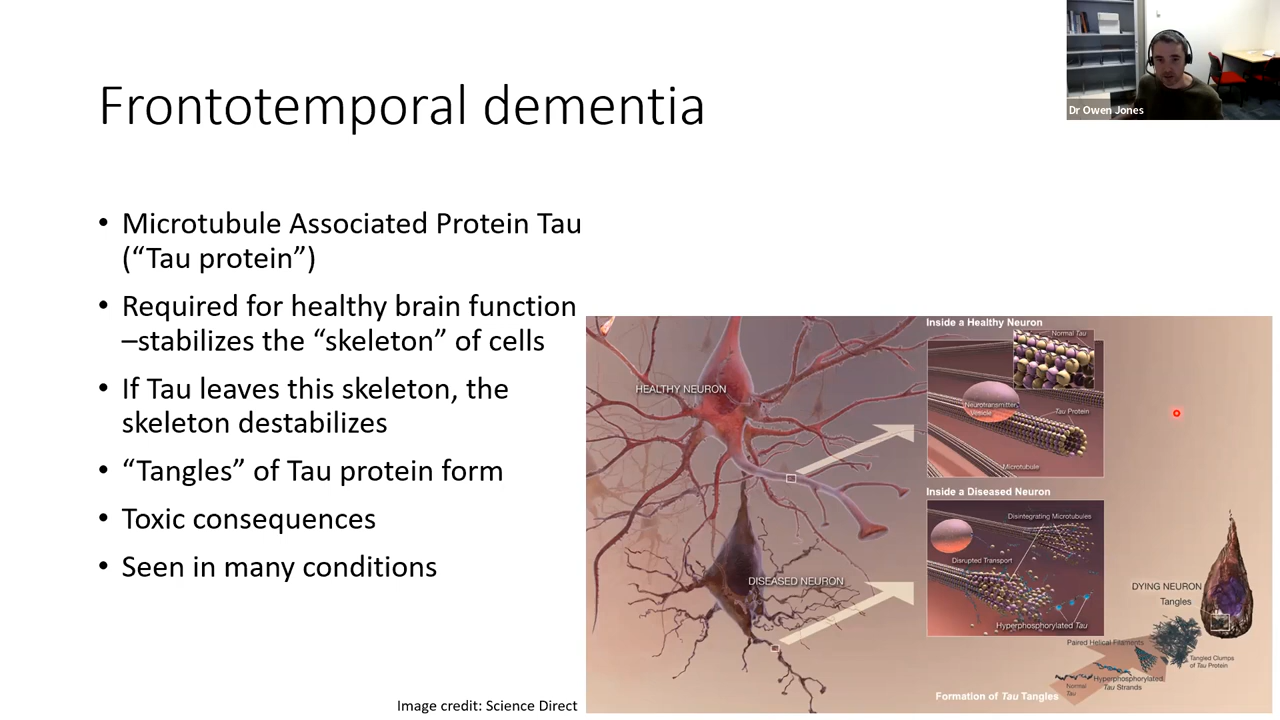 Dr Owen Jones
Frontotemporal dementia
• Microtubule Associated Protein Tau
(“Tau protein”)
• Required for healthy brain function
–stabilizes the “skeleton” of cells
• If Tau leaves this skeleton, the
skeleton destabilizes
• “Tangles” of Tau protein form
• Toxic consequences
• Seen in many conditions
Image credit: Science Direct
HEALTHY NEURON
DISEASED NEURON
Inside a Healthy Neuron
Normal Tau
Neurotransmitter
Vesicle
Tau Protein
Microtubule
Inside a Diseased Neuron
Disintegrating Microtubules
Disrupted Transport
Hyperphosphorylated Tau
DYING NEURON
Tangles
Paired Helical Filaments
Tangled Clumps
of Tau Protein
Hyperphosphorylated
Tau Strands
Normal
Tau
Formation of Tau Tangles